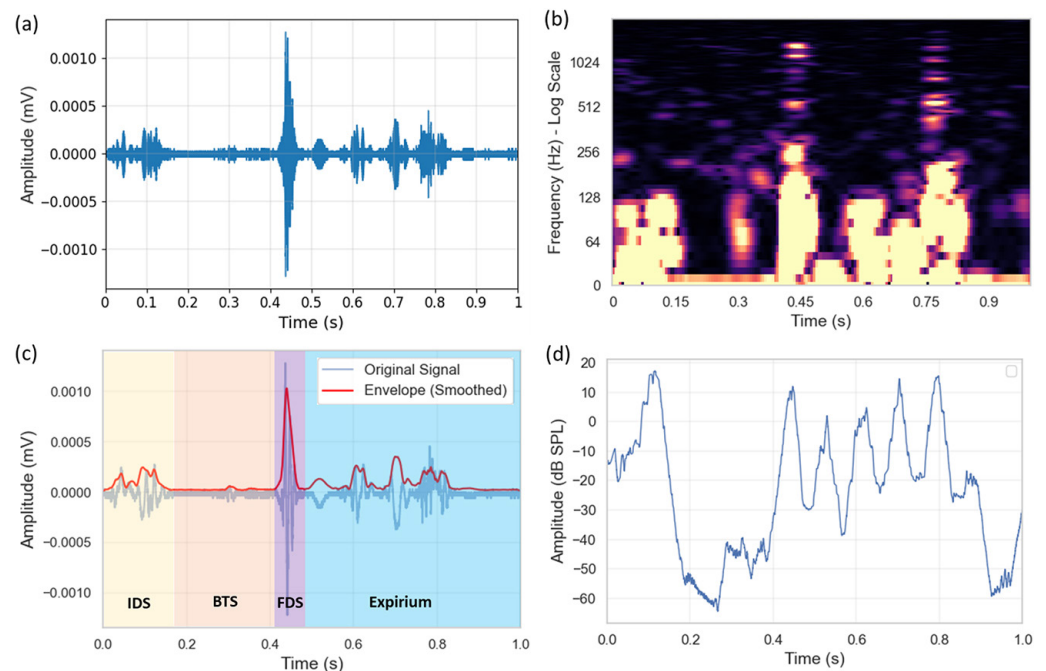 (a)
Amplitude (mV)
0.0010
0.0005
0.0000
−0.0005
−0.0010
0 0.1 0.2 0.3 0.4 0.5 0.6 0.7 0.8 0.9 1
Time (s)
(b)
Frequency (Hz) - Log Scale
1024
512
256
128
64
0
0 0.15 0.3 0.45 0.6 0.75 0.9
Time (s)
(c)
Amplitude (mV)
0.0010
0.0005
0.0000
−0.0005
−0.0010
Original Signal
Envelope (Smoothed)
IDS BTS FDS Expirium
0.0 0.2 0.4 0.6 0.8 1.0
Time (s)
(d)
Amplitude (dB SPL)
20
10
0
−10
−20
−30
−40
−50
−60
0.0 0.2 0.4 0.6 0.8 1.0
Time (s)